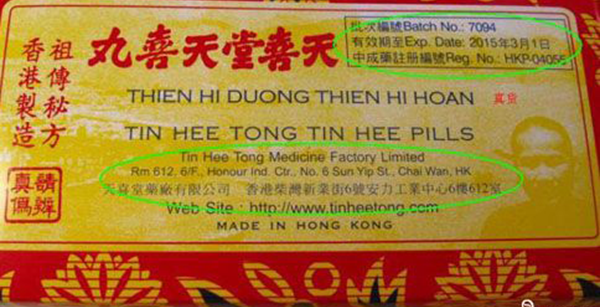 批次編號Batch No.: 7094
有效期至Exp. Date: 2015年3月1日
中成藥註册編號Reg. No.: HKP-04055
丸喜天堂喜天
祖傳秘方
香港製造
THIEN HI DUONG THIEN HI HOAN
真货
TIN HEE TONG TIN HEE PILLS
Tin Hee Tong Medicine Factory Limited
Rm 612, 6/F., Honour Ind. Ctr., No. 6 Sun Yip St., Chai Wan, HK
天喜堂藥廠有限公司 香港柴灣新業街6號安力工業中心6樓612室
請辨真偽
Web Site : http://www.tinheetong.com
MADE IN HONG KONG